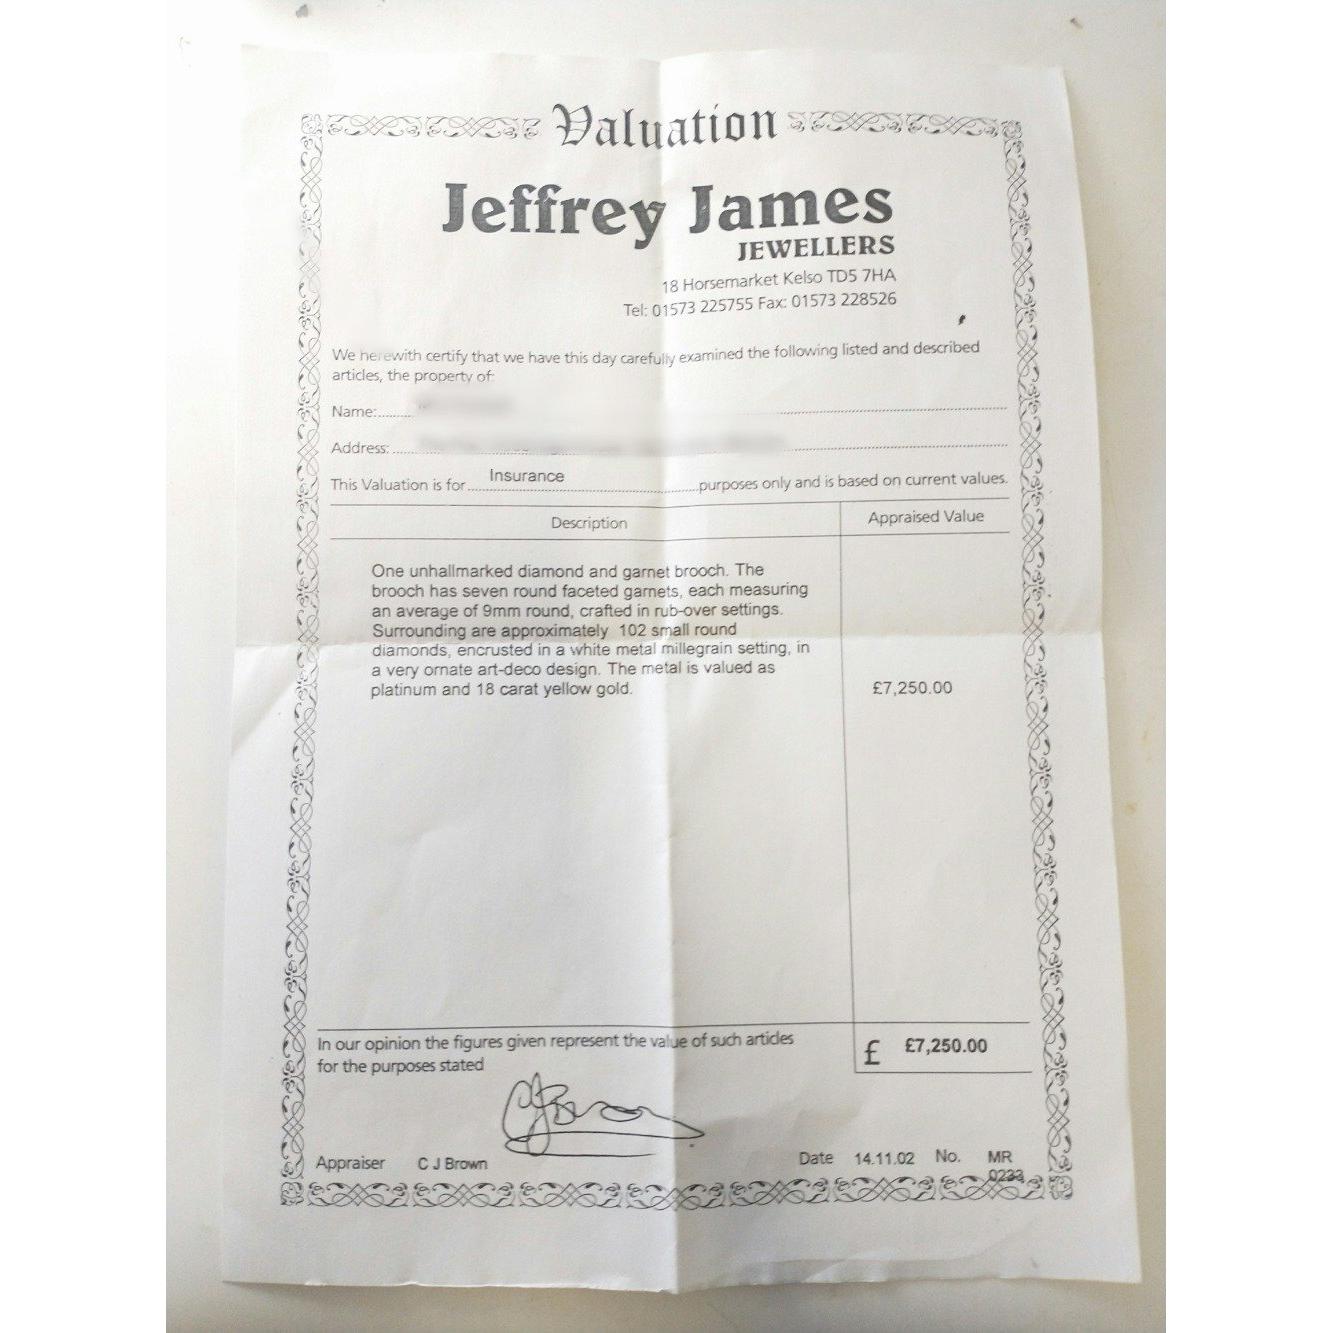 Valuation
Jeffrey James
JEWELLERS
18 Horsemarket Kelso TD5 7HA
Tel: 01573 225755 Fax: 01573 228526
We herewith certify that we have this day carefully examined the following listed and described
articles, the property of:
Name:
Address:
This Valuation is for Insurance purposes only and is based on current values.
Description Appraised Value
One unhallmarked diamond and garnet brooch. The
brooch has seven round faceted garnets, each measuring
an average of 9mm round, crafted in rub-over settings.
Surrounding are approximately 102 small round
diamonds, encrusted in a white metal millegrain setting, in
a very ornate art-deco design. The metal is valued as
platinum and 18 carat yellow gold. £7,250.00
In our opinion the figures given represent the value of such articles
for the purposes stated
£ £7,250.00
Appraiser C J Brown Date 14.11.02 No. MR
0233